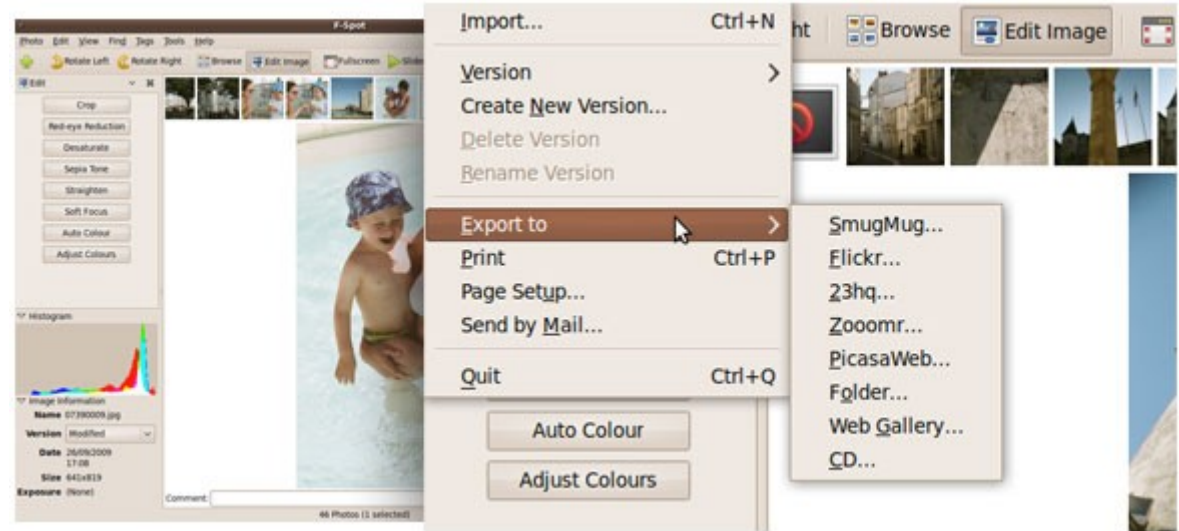 F-Spot
Photo Edit View Find Tags Tools Help
Rotate Left Rotate Right Browse Edit Image Fullscreen
Edit
Crop
Red-eye Reduction
Desaturate
Sepia Tone
Straighten
Soft Focus
Auto Colour
Adjust Colours
Histogram
Image Information
Name 07390009.jpg
Version Modified
Date 26/09/2009
17:08
Size 641x819
Exposure (None)
Comment:
46 Photos (1 selected)
Import... Ctrl+N
Version
Create New Version...
Delete Version
Rename Version
Export to
Print Ctrl+P
Page Setup...
Send by Mail...
Quit Ctrl+Q
Auto Colour
Adjust Colours
ht Browse Edit Image
SmugMug...
Flickr...
23hq...
Zooomr...
PicasaWeb...
Folder...
Web Gallery...
CD...